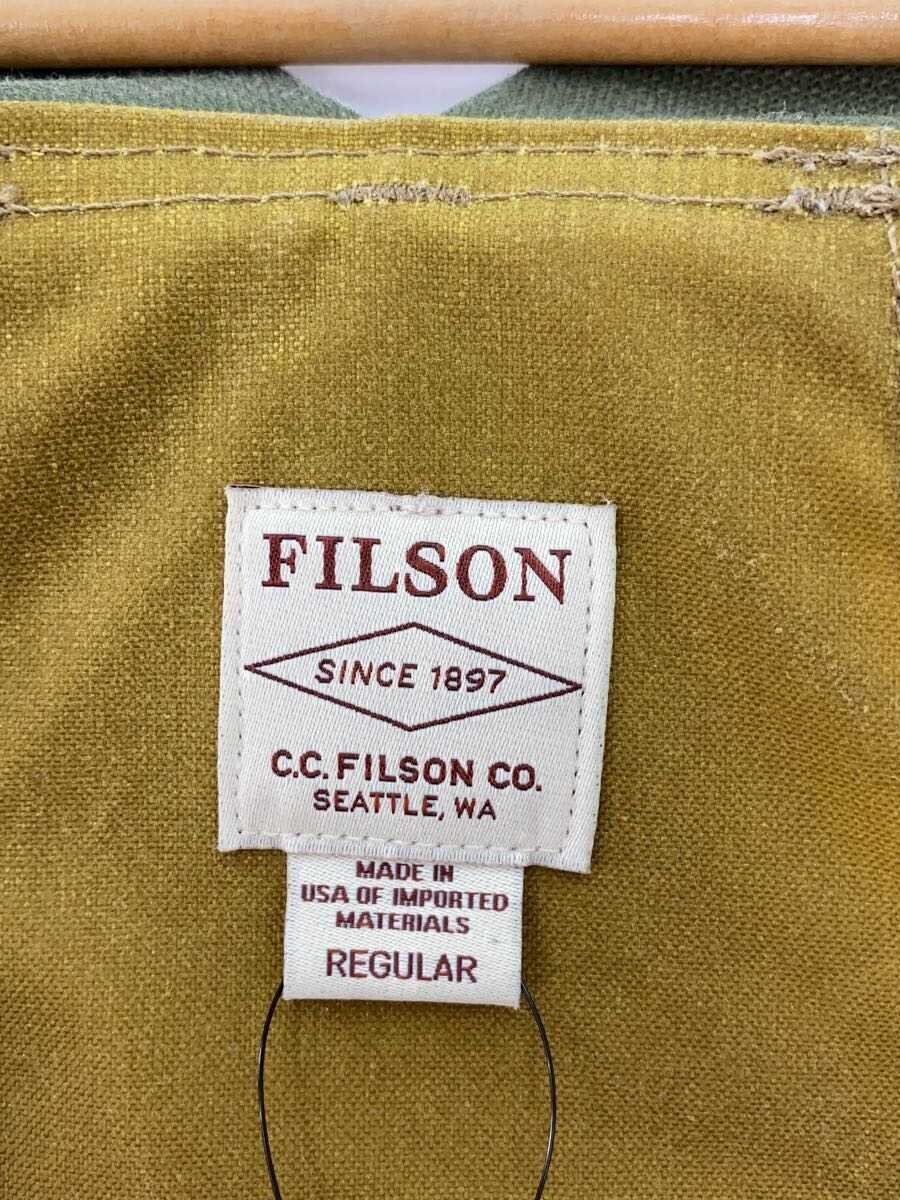 FILSON
SINCE 1897
C.C. FILSON CO.
SEATTLE, WA
MADE IN
USA OF IMPORTED
MATERIALS
REGULAR